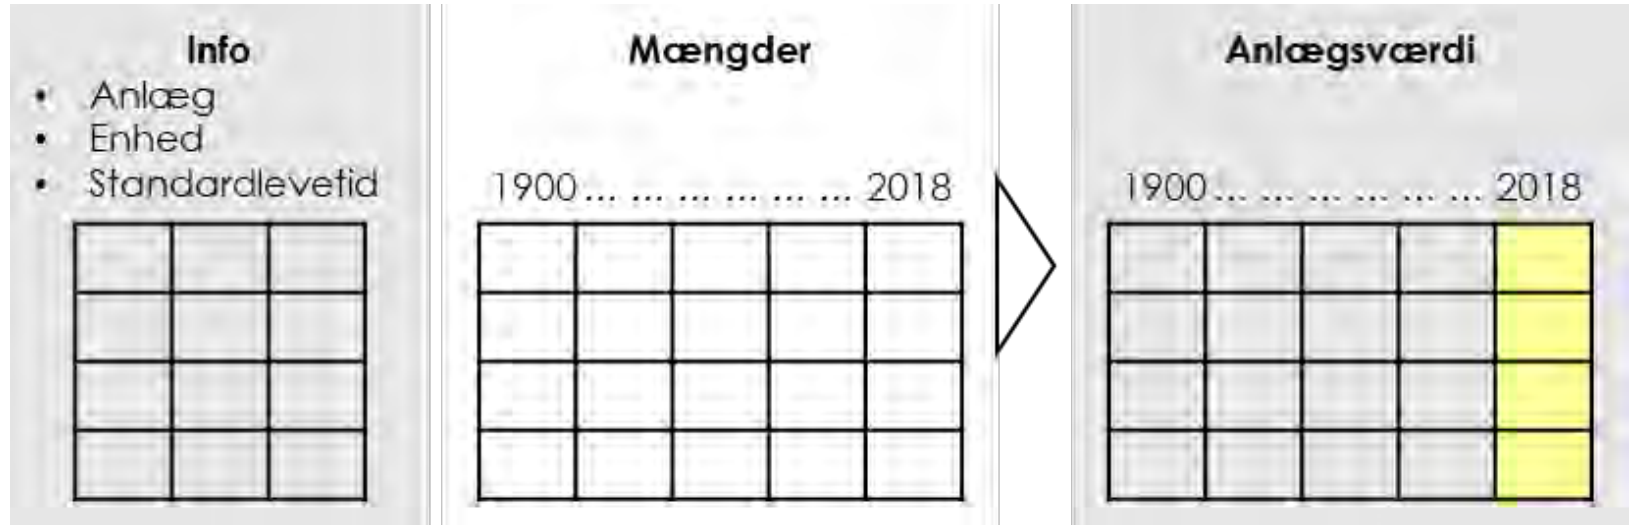 Info
• Anlæg
• Enhed
• Standardlevetid
Mængder
1900 ... ... ... ... ... ... 2018
Anlægsværdi
1900 ... ... ... ... ... ... 2018